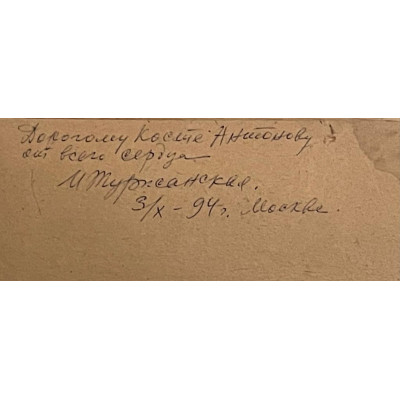 Дорогому Косте Антонову
от всего сердца
И Туржанская.
3/X – 94 г. Москва.